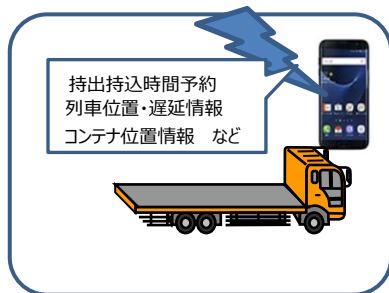 持出持込時間予約
列車位置・遅延情報
コンテナ位置情報　など